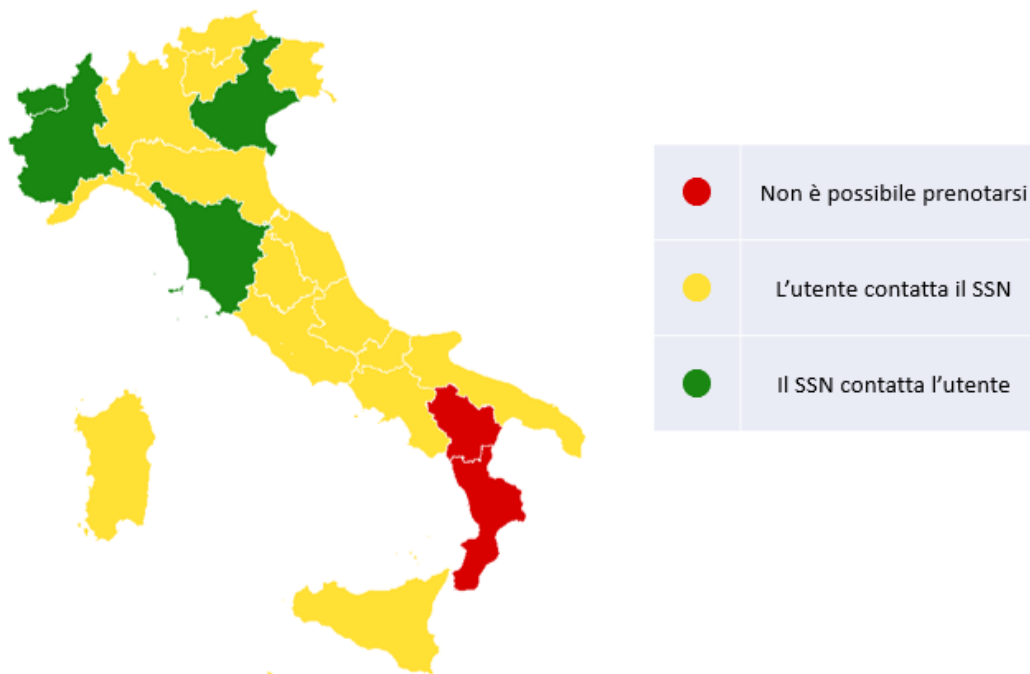 Non è possibile prenotarsi
L'utente contatta il SSN
Il SSN contatta l'utente